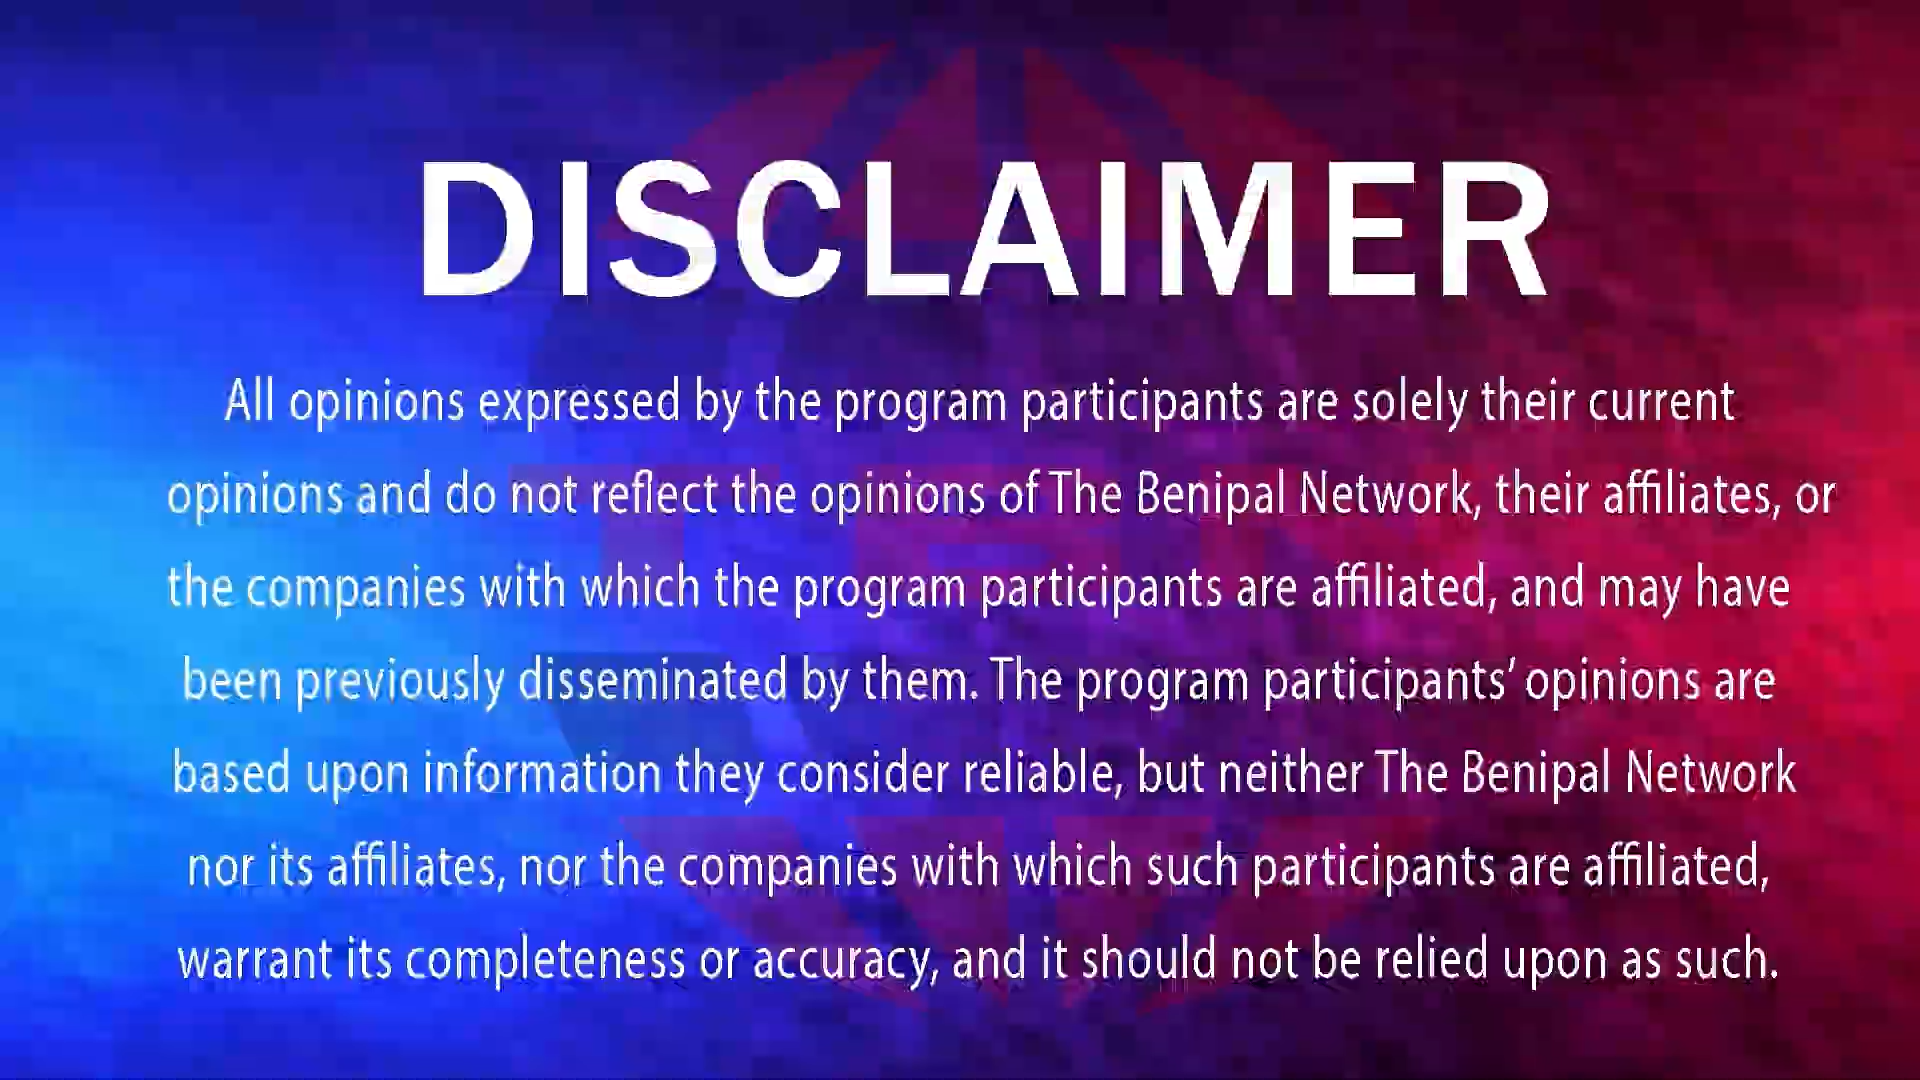 DISCLAIMER
All opinions expressed by the program participants are solely their current
opinions and do not reflect the opinions of The Benipal Network, their affiliates, or
the companies with which the program participants are affiliated, and may have
been previously disseminated by them. The program participants’ opinions are
based upon information they consider reliable, but neither The Benipal Network
nor its affiliates, nor the companies with which such participants are affiliated,
warrant its completeness or accuracy, and it should not be relied upon as such.